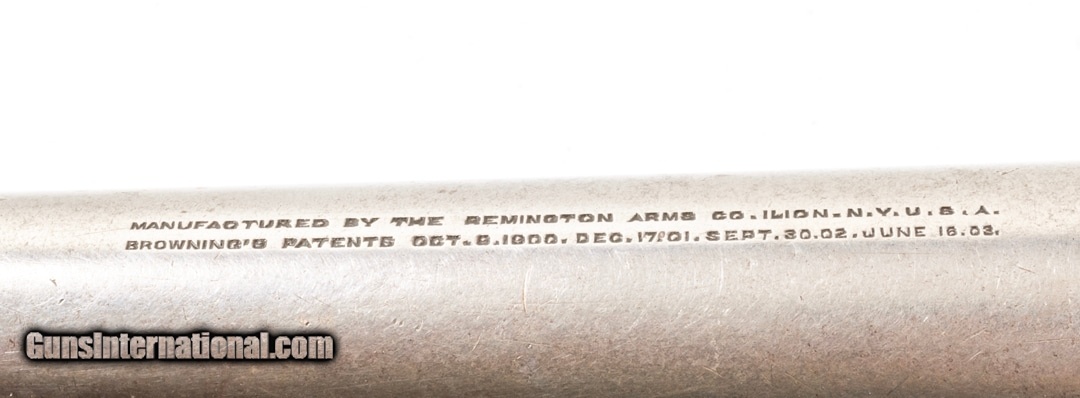 MANUFACTURED BY THE REMINGTON ARMS CO. ILION. N.Y. U.S.A.
BROWNING'S PATENTS OCT. 9. 1900. DEC. 17. 01. SEPT. 30. 02. JUNE 16. 03.
GunsInternational.com